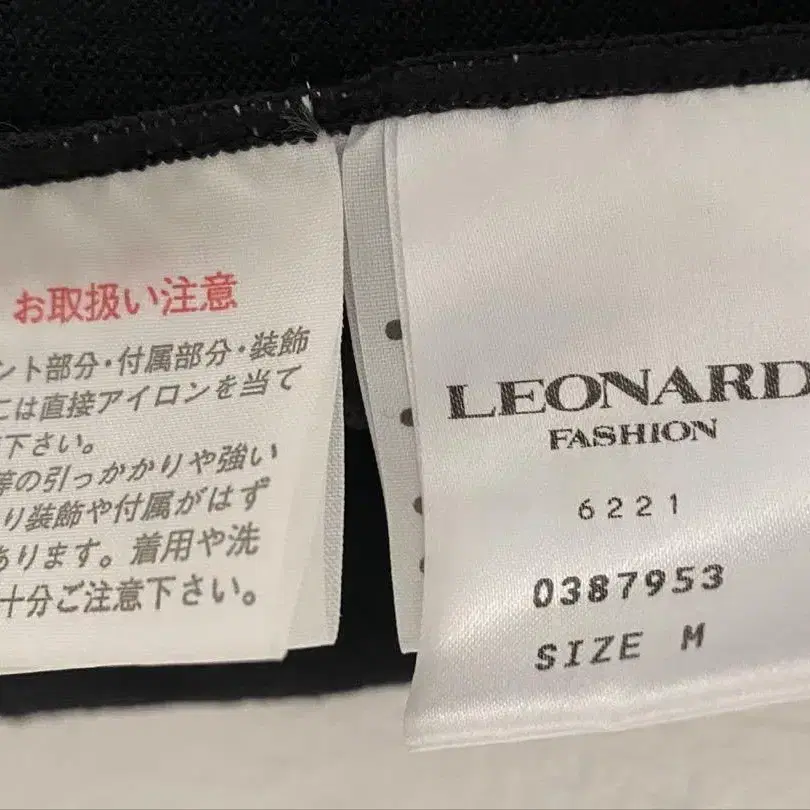 お取扱い注意
ント部分・付属部分・装飾
には直接アイロンを当て
下さい。
等の引っかかりや強い
り装飾や付属がはず
あります。着用や洗
十分ご注意下さい。
LEONARD
FASHION
6221
0387953
SIZE M